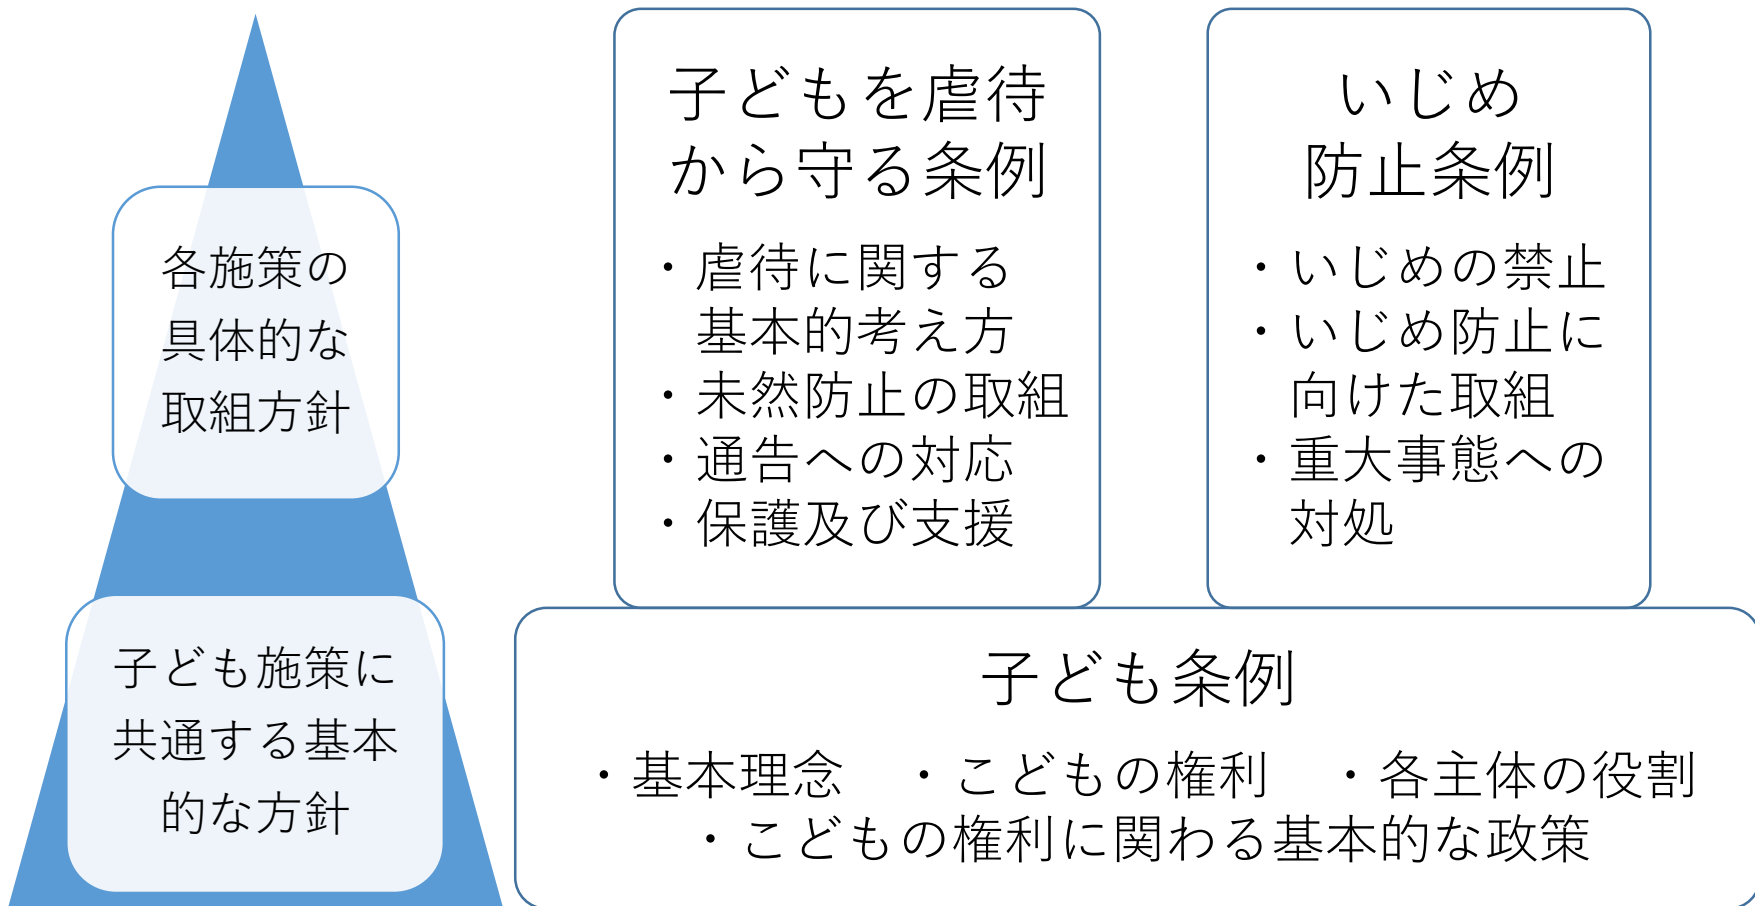 各施策の
具体的な
取組方針
子ども施策に
共通する基本
的な方針
子どもを虐待
から守る条例
・虐待に関する
基本的考え方
・未然防止の取組
・通告への対応
・保護及び支援
いじめ
防止条例
・いじめの禁止
・いじめ防止に
向けた取組
・重大事態への
対処
子ども条例
・基本理念　・こどもの権利　・各主体の役割
・こどもの権利に関わる基本的な政策